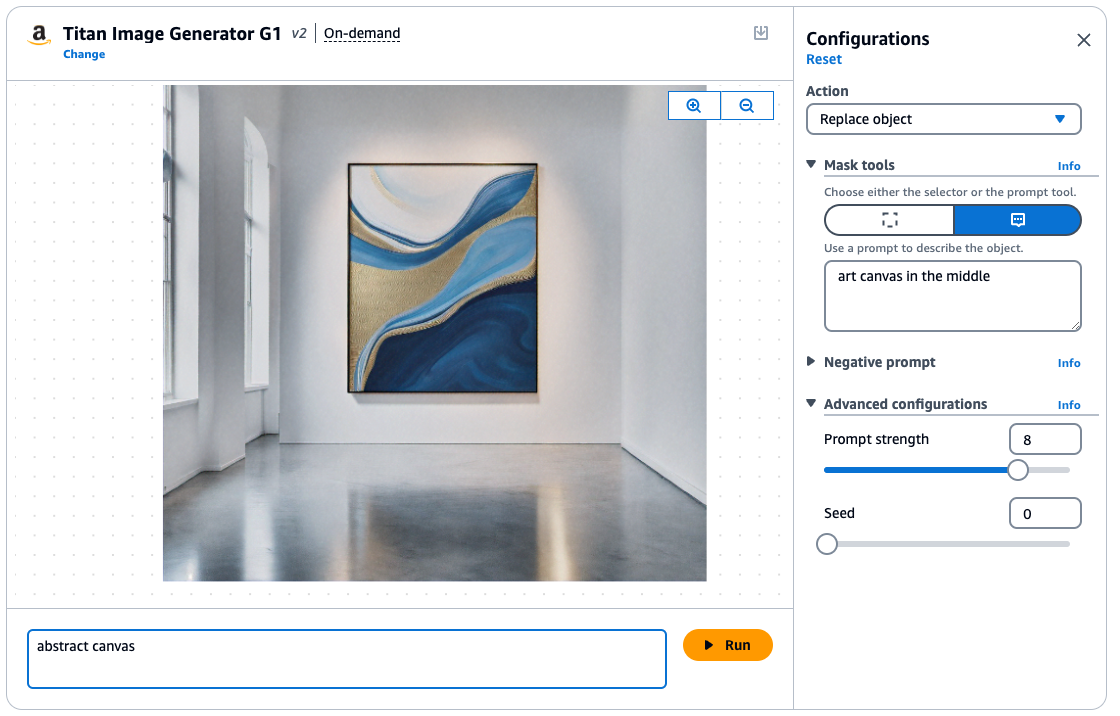 a
Titan Image Generator G1 v2 | On-demand
Change
Configurations
Reset
Action
Replace object
Mask tools Info
Choose either the selector or the prompt tool.
Use a prompt to describe the object.
art canvas in the middle
Negative prompt Info
Advanced configurations Info
Prompt strength 8
Seed 0
abstract canvas
Run